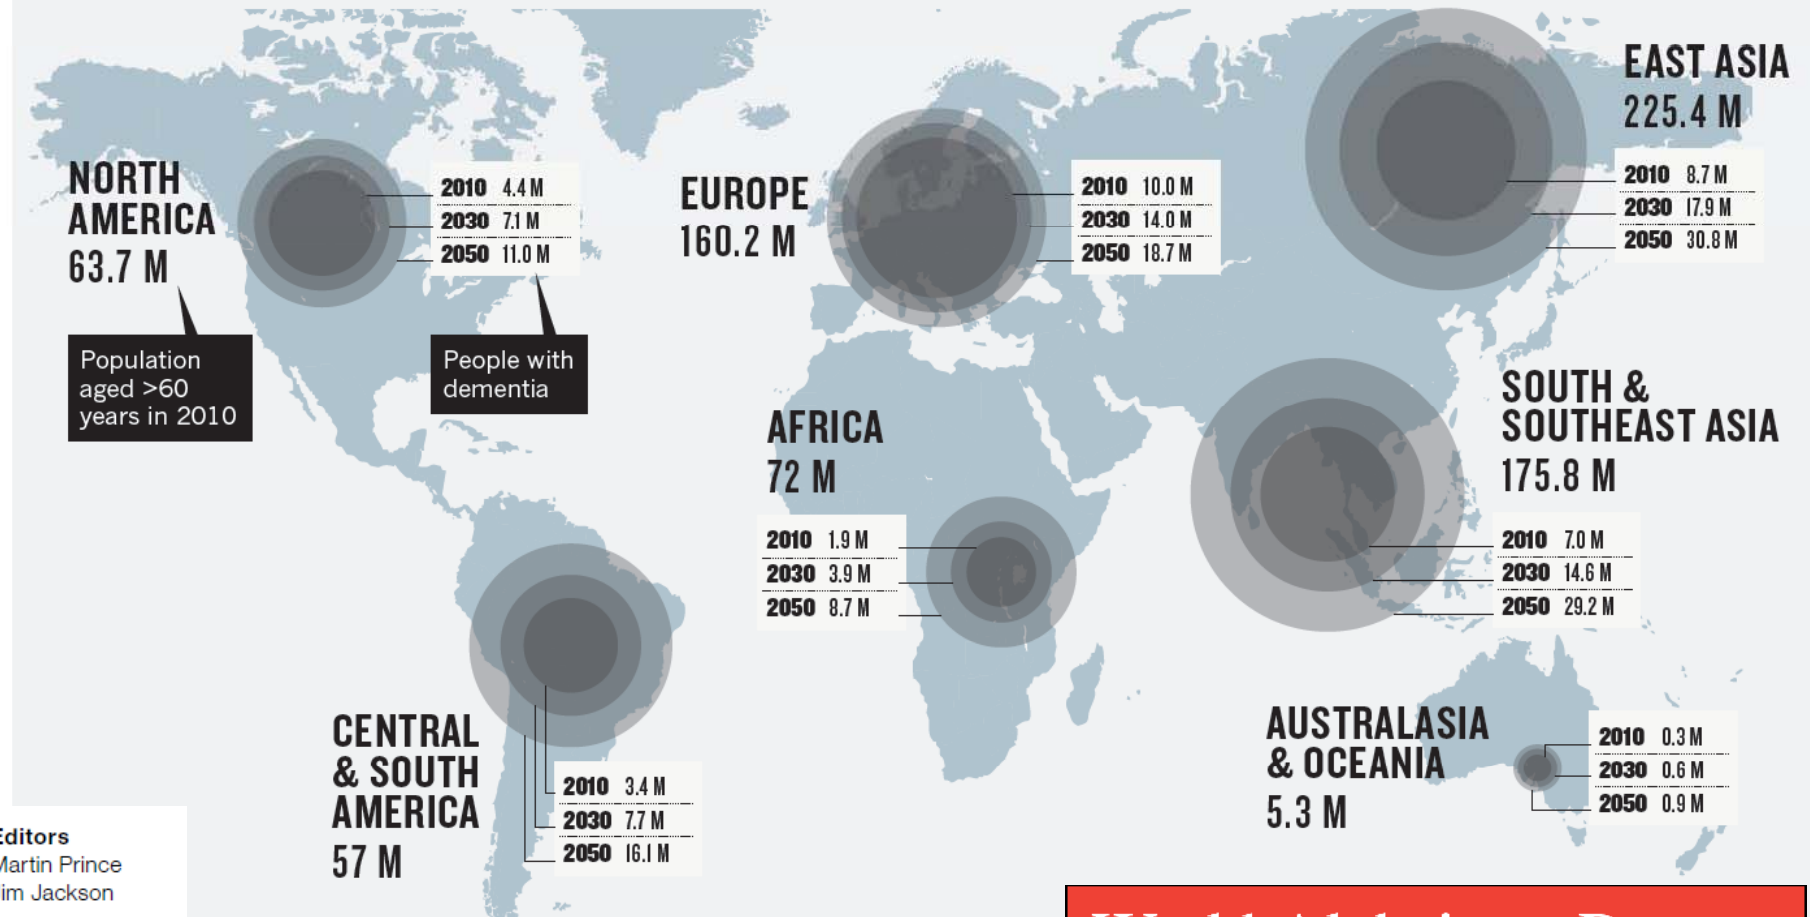 NORTH
AMERICA
63.7 M
2010 4.4 M
2030 7.1 M
2050 11.0 M
Population
aged >60
years in 2010
People with
dementia
EUROPE
160.2 M
2010 10.0 M
2030 14.0 M
2050 18.7 M
EAST ASIA
225.4 M
2010 8.7 M
2030 17.9 M
2050 30.8 M
AFRICA
72 M
2010 1.9 M
2030 3.9 M
2050 8.7 M
SOUTH &
SOUTHEAST ASIA
175.8 M
2010 7.0 M
2030 14.6 M
2050 29.2 M
CENTRAL
& SOUTH
AMERICA
57 M
2010 3.4 M
2030 7.7 M
2050 16.1 M
AUSTRALASIA
& OCEANIA
5.3 M
2010 0.3 M
2030 0.6 M
2050 0.9 M
Editors
Martin Prince
Jim Jackson